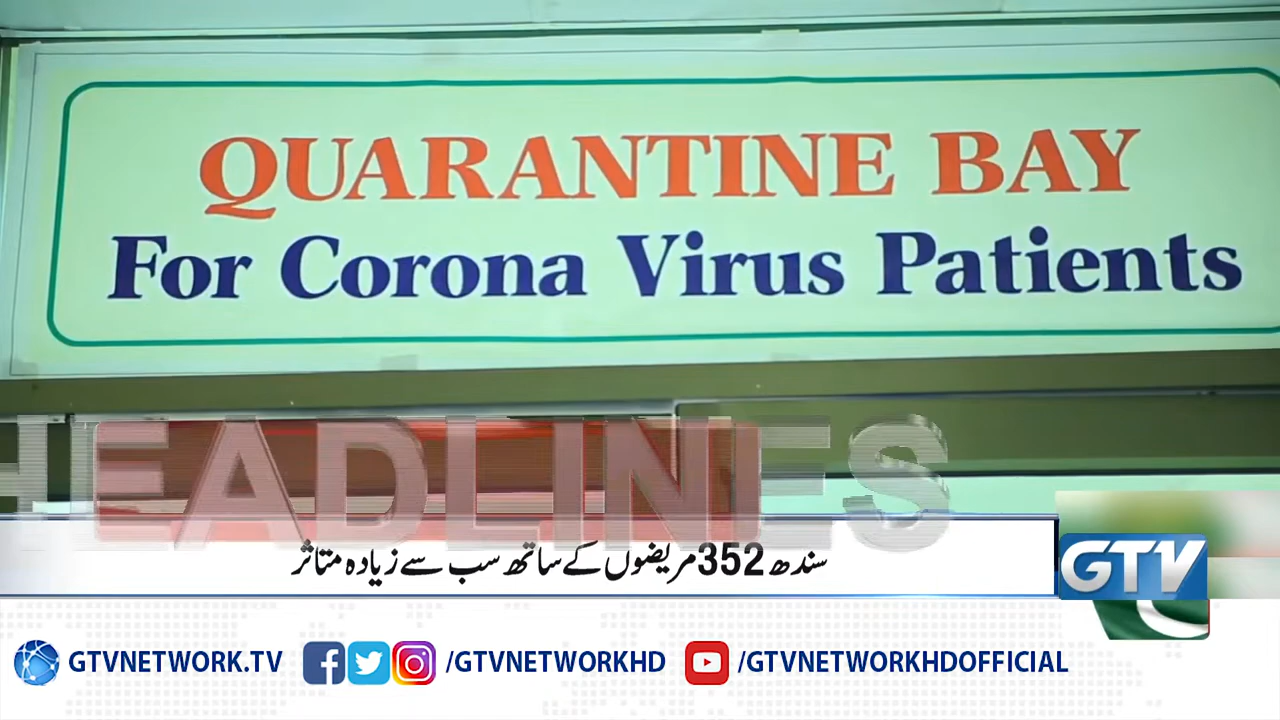 QUARANTINE BAY
For Corona Virus Patients
HEADLINES
سندھ 352 مریضوں کے ساتھ سب سے زیادہ متاثر
GTV
GTVNETWORK.TV /GTVNETWORKHD /GTVNETWORKHDOFFICIAL